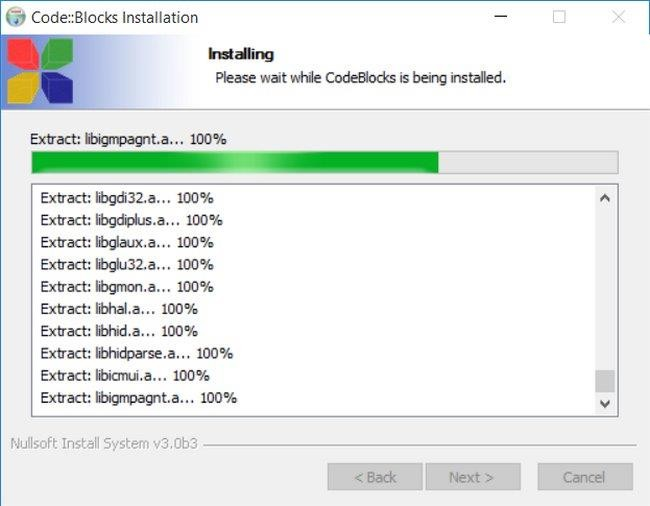 Code::Blocks Installation
Installing
Please wait while CodeBlocks is being installed.
Extract: libigmpagnt.a... 100%
Extract: libgdi32.a... 100%
Extract: libgdiplus.a... 100%
Extract: libglaux.a... 100%
Extract: libglu32.a... 100%
Extract: libgmon.a... 100%
Extract: libhal.a... 100%
Extract: libhid.a... 100%
Extract: libhidparse.a... 100%
Extract: libicmui.a... 100%
Extract: libigmpagnt.a... 100%
Nullsoft Install System v3.0b3
< Back Next > Cancel